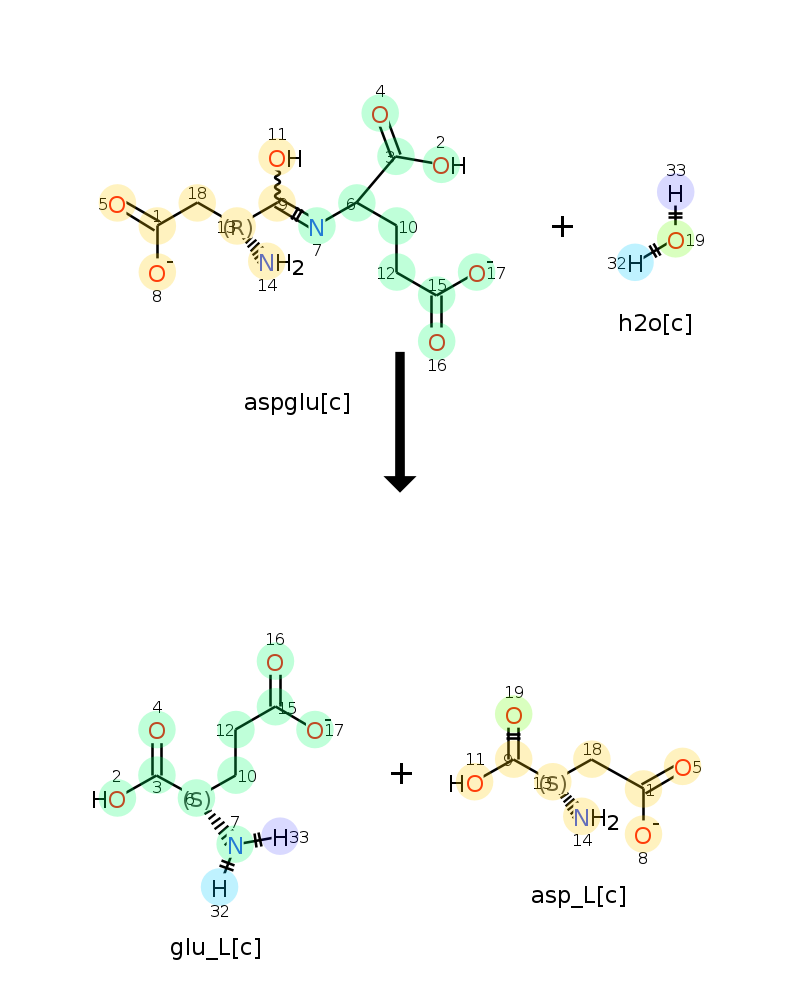 4
2
11
OH
O
3
OH
33
H
5
O
18
1
13
(R)
9
N
7
6
10
+
32
H
O
19
O
-
8
NH2
14
12
15
O
-
17
O
16
h2o[c]
aspglu[c]
16
O
4
O
12
15
O
-
17
19
O
2
HO
3
6
(S)
10
+
11
HO
9
13
(S)
18
1
O
5
7
N
H
33
NH2
14
O
-
8
H
32
asp_L[c]
glu_L[c]